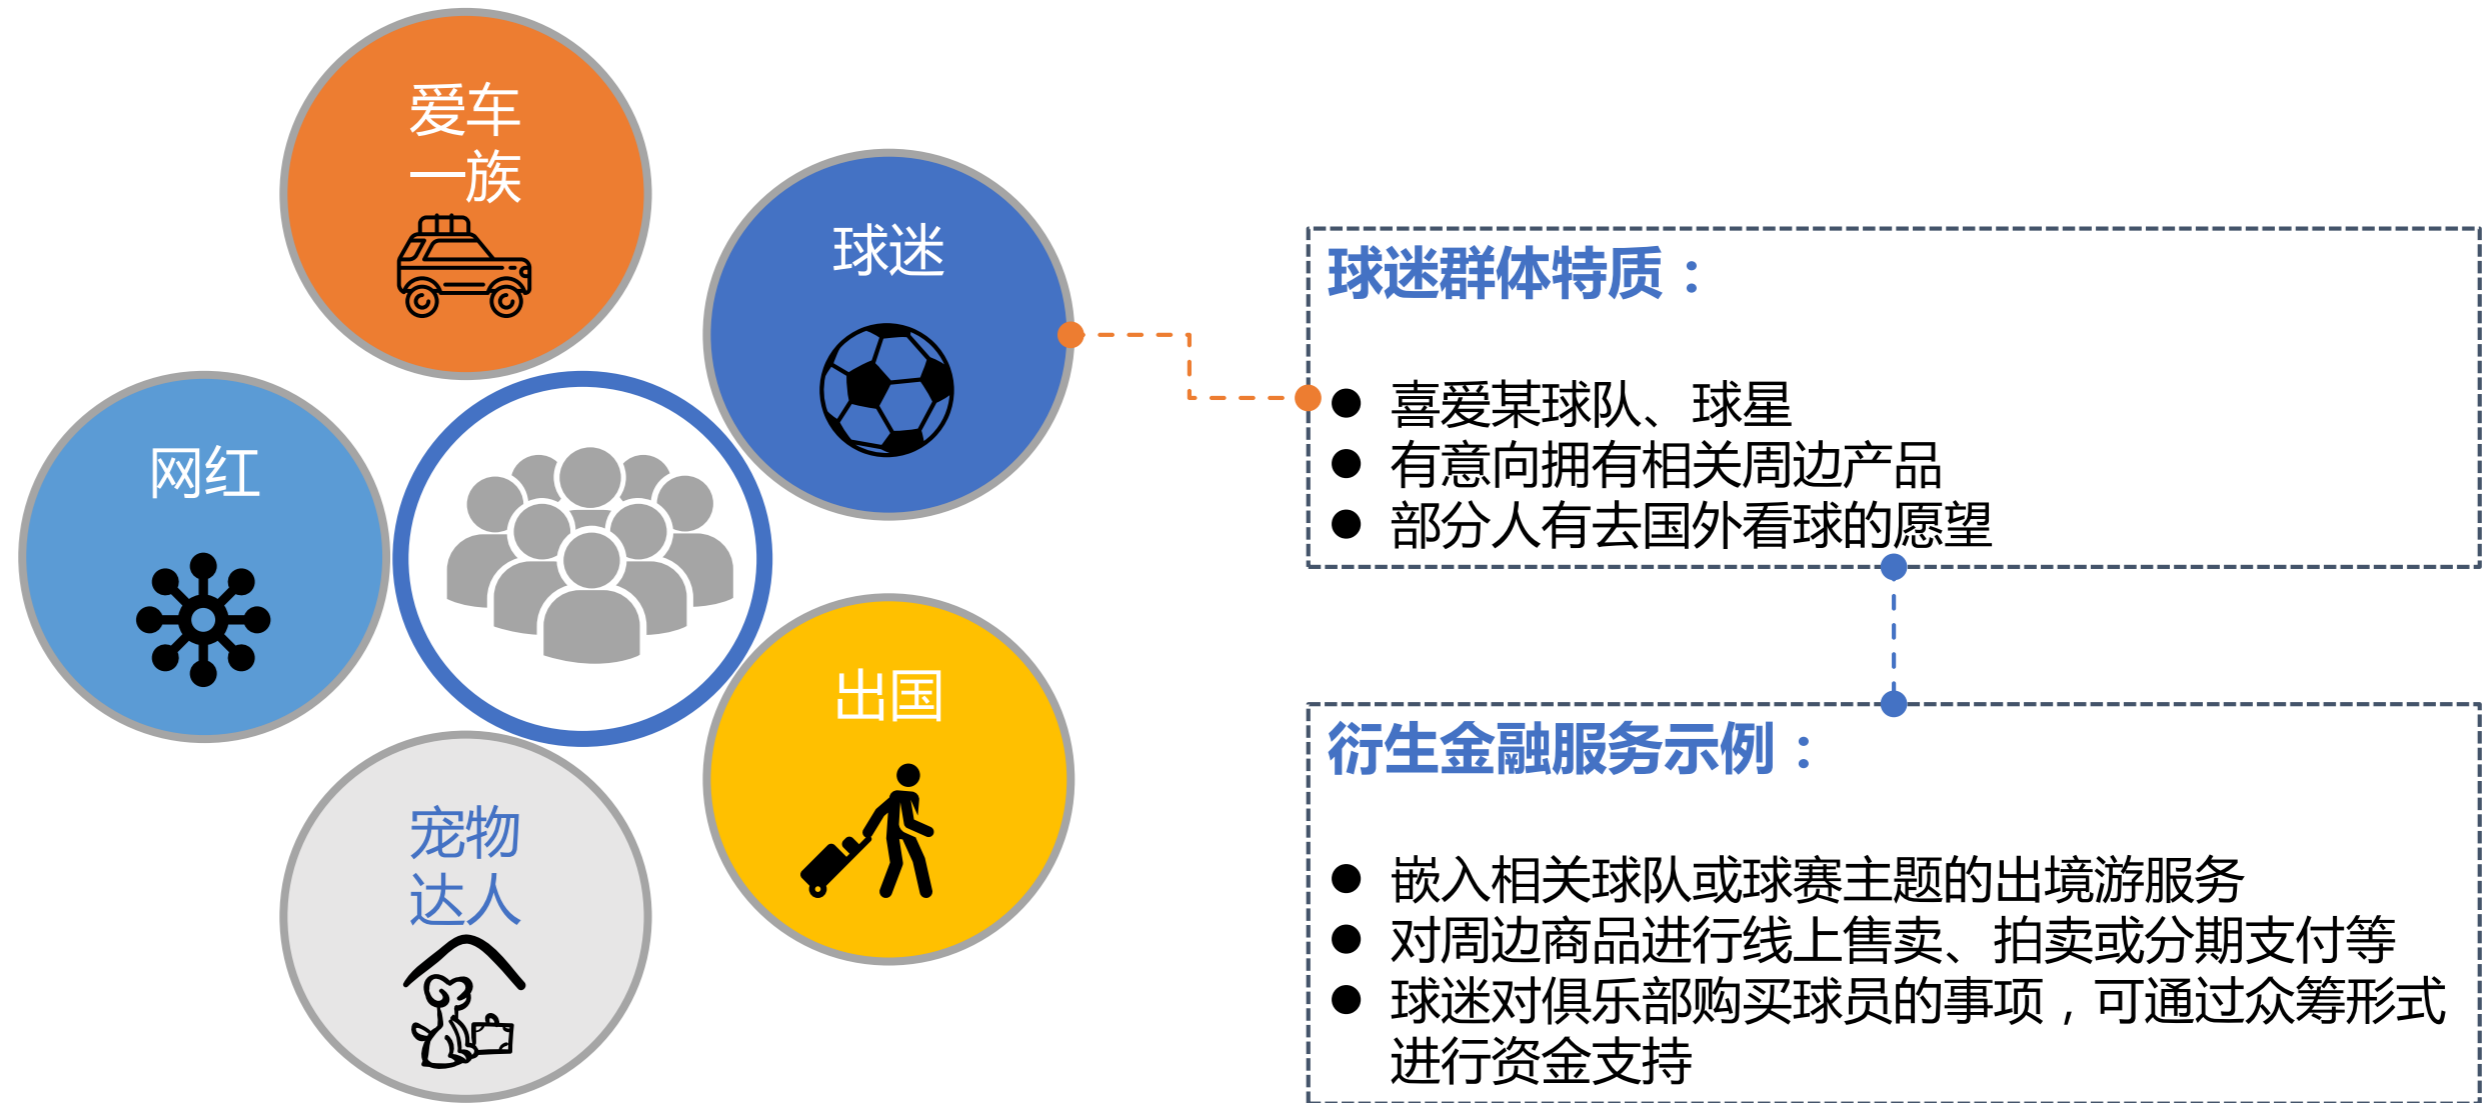 爱车
一族
球迷
网红
出国
宠物
达人
球迷群体特质：
● 喜爱某球队、球星
● 有意向拥有相关周边产品
● 部分人有去国外看球的愿望
衍生金融服务示例：
● 嵌入相关球队或球赛主题的出境游服务
● 对周边商品进行线上售卖、拍卖或分期支付等
● 球迷对俱乐部购买球员的事项，可通过众筹形式
进行资金支持